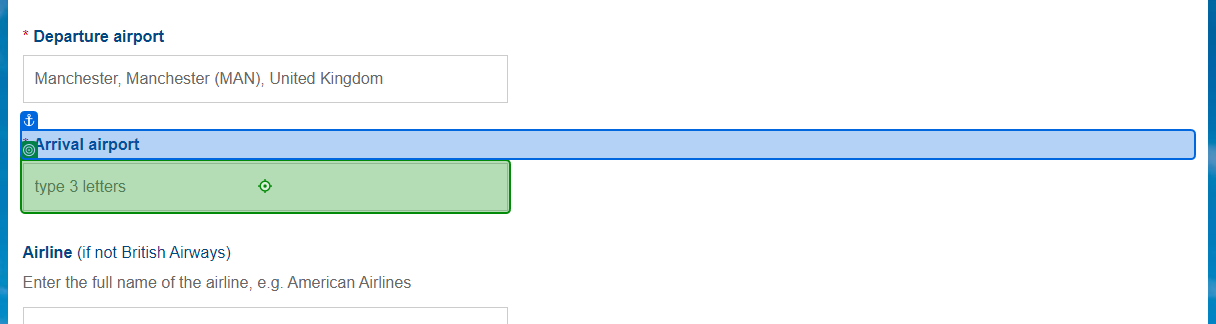 * Departure airport
Manchester, Manchester (MAN), United Kingdom
* Arrival airport
type 3 letters
Airline (if not British Airways)
Enter the full name of the airline, e.g. American Airlines